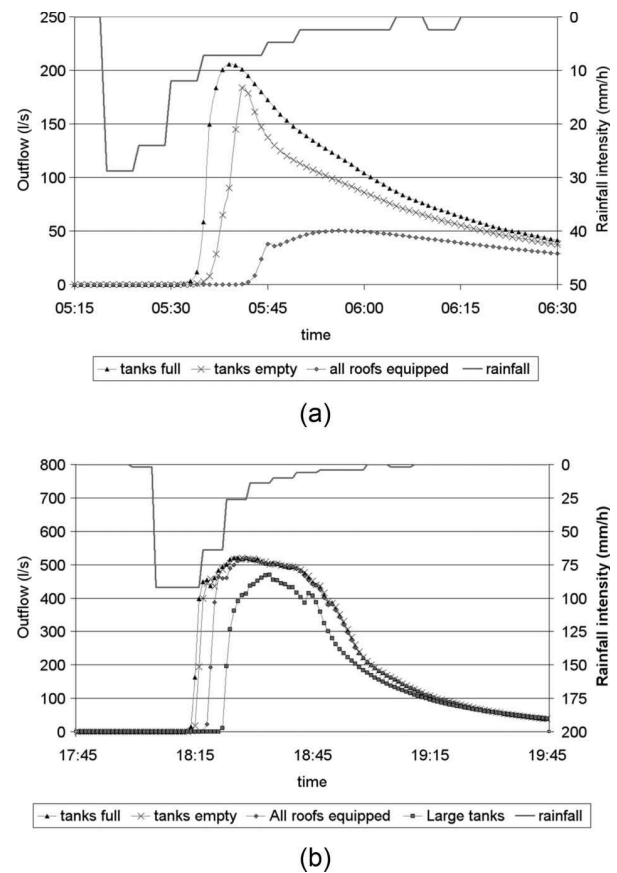 250
200
150
100
50
0
Outflow (l/s)
0
10
20
30
40
50
Rainfall intensity (mm/h)
05:15 05:30 05:45 06:00 06:15 06:30
time
tanks full tanks empty all roofs equipped rainfall
(a)
800
700
600
500
400
300
200
100
0
Outflow (l/s)
0
25
50
75
100
125
150
175
200
Rainfall intensity (mm/h)
17:45 18:15 18:45 19:15 19:45
time
tanks full tanks empty All roofs equipped Large tanks rainfall
(b)